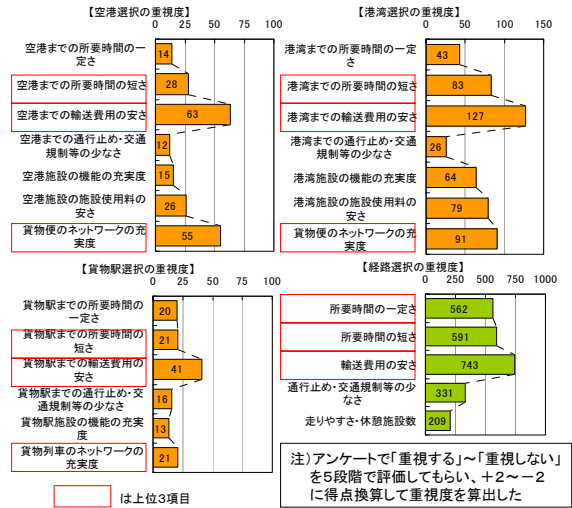 【空港選択の重視度】
0 25 50 75 100
空港までの所要時間の一
定さ
14
空港までの所要時間の短さ
28
空港までの輸送費用の安さ
63
空港までの通行止め・交通
規制等の少なさ
12
空港施設の機能の充実度
15
空港施設の施設使用料の
安さ
26
貨物便のネットワークの充
実度
55
【港湾選択の重視度】
0 50 100 150
港湾までの所要時間の一定
さ
43
港湾までの所要時間の短さ
83
港湾までの輸送費用の安さ
127
港湾までの通行止め・交通
規制等の少なさ
26
港湾施設の機能の充実度
64
港湾施設の施設使用料の
安さ
79
貨物便のネットワークの充
実度
91
【貨物駅選択の重視度】
0 25 50 75 100
貨物駅までの所要時間の
一定さ
20
貨物駅までの所要時間の
短さ
21
貨物駅までの輸送費用の
安さ
41
貨物駅までの通行止め・交
通規制等の少なさ
16
貨物駅施設の機能の充実
度
13
貨物列車のネットワークの
充実度
21
【経路選択の重視度】
0 250 500 750 1000
所要時間の一定さ
562
所要時間の短さ
591
輸送費用の安さ
743
通行止め・交通規制等の少
なさ
331
走りやすさ・休憩施設数
209
は上位3項目
注)アンケートで「重視する」～「重視しない」
を5段階で評価してもらい、+2～-2
に得点換算して重視度を算出した